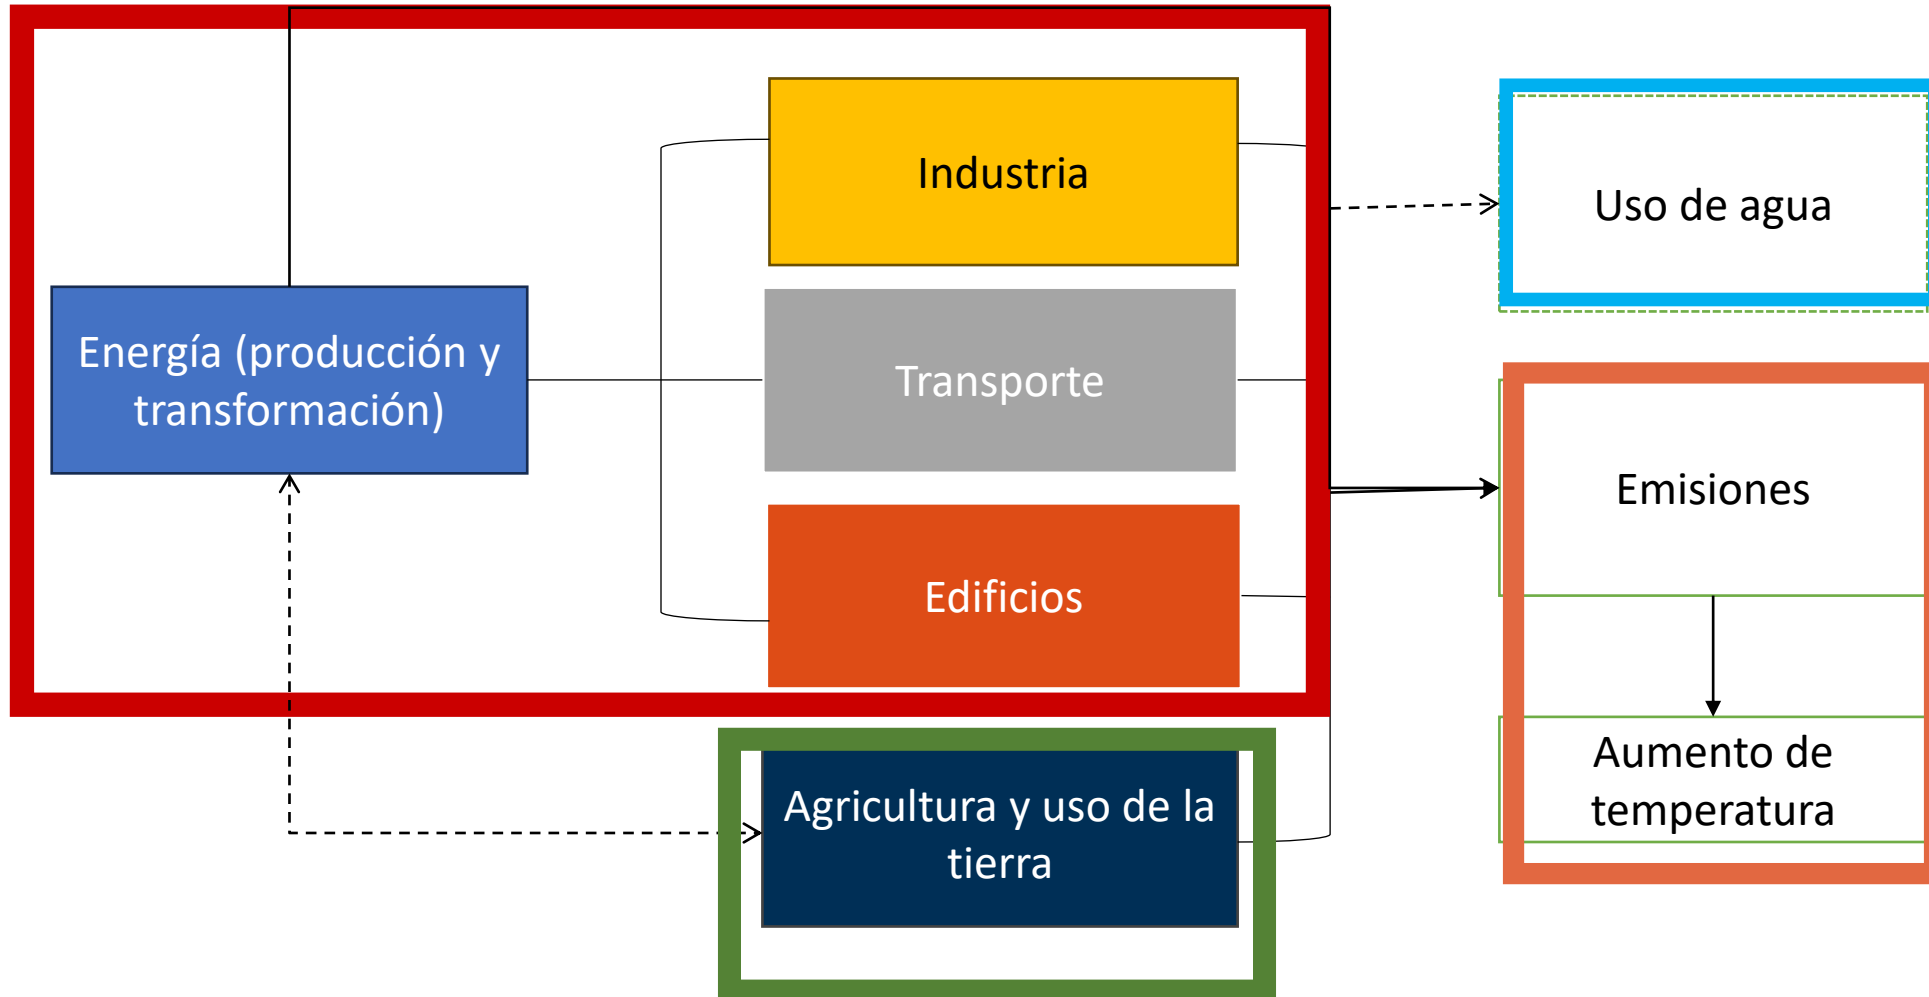 Industria
Uso de agua
Energía (producción y
transformación)
Transporte
Emisiones
Edificios
Aumento de
temperatura
Agricultura y uso de la
tierra